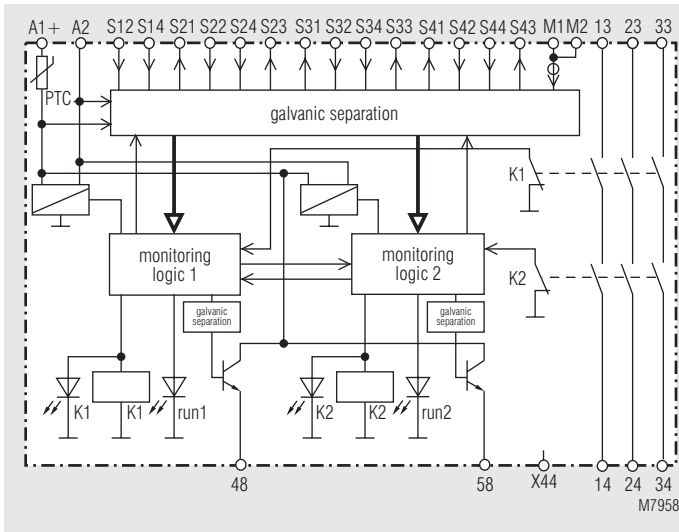 A1+ A2 S12 S14 S21 S22 S24 S23 S31 S32 S34 S33 S41 S42 S44 S43 M1 M2 13 23 33
PTC
galvanic separation
K1
monitoring logic 1
monitoring logic 2
K2
galvanic separation
galvanic separation
K1
K1
run1
K2
K2
run2
48
58
X44
14
24
34
M7958